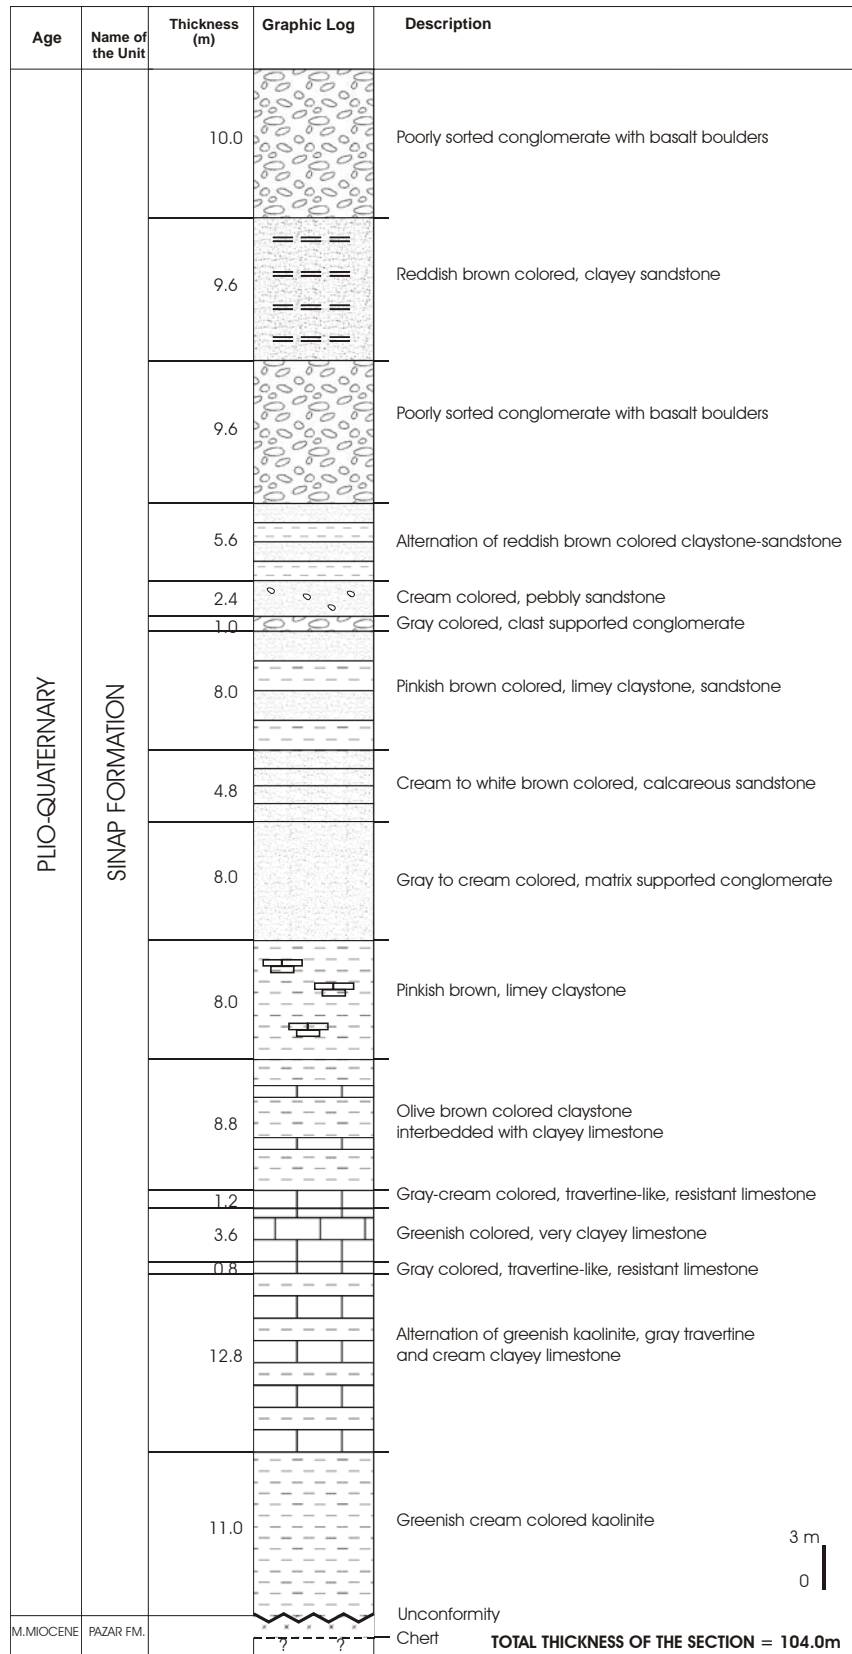 Age
Name of
the Unit
Thickness
(m)
Graphic Log
Description
10.0
Poorly sorted conglomerate with basalt boulders
9.6
Reddish brown colored, clayey sandstone
9.6
Poorly sorted conglomerate with basalt boulders
5.6
Alternation of reddish brown colored claystone-sandstone
2.4
Cream colored, pebbly sandstone
1.0
Gray colored, clast supported conglomerate
8.0
Pinkish brown colored, limey claystone, sandstone
4.8
Cream to white brown colored, calcareous sandstone
8.0
Gray to cream colored, matrix supported conglomerate
8.0
Pinkish brown, limey claystone
8.8
Olive brown colored claystone
interbedded with clayey limestone
1.2
Gray-cream colored, travertine-like, resistant limestone
3.6
Greenish colored, very clayey limestone
0.8
Gray colored, travertine-like, resistant limestone
12.8
Alternation of greenish kaolinite, gray travertine
and cream clayey limestone
11.0
Greenish cream colored kaolinite
PLIO-QUATERNARY
SINAP FORMATION
3 m
0
Unconformity
M.MIOCENE
PAZAR FM.
? ?
Chert
TOTAL THICKNESS OF THE SECTION = 104.0m